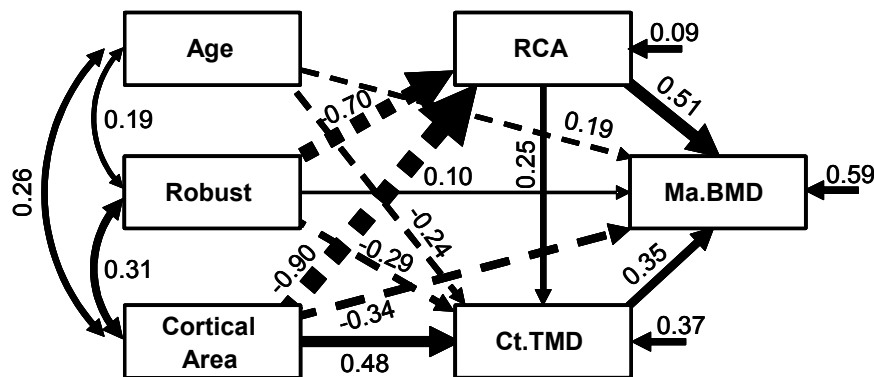 Age
RCA
0.09
-0.70
0.51
0.19
0.19
0.26
0.25
Robust
0.10
Ma.BMD
0.59
-0.24
0.31
-0.90
-0.29
0.35
-0.34
Cortical
Area
0.48
Ct.TMD
0.37